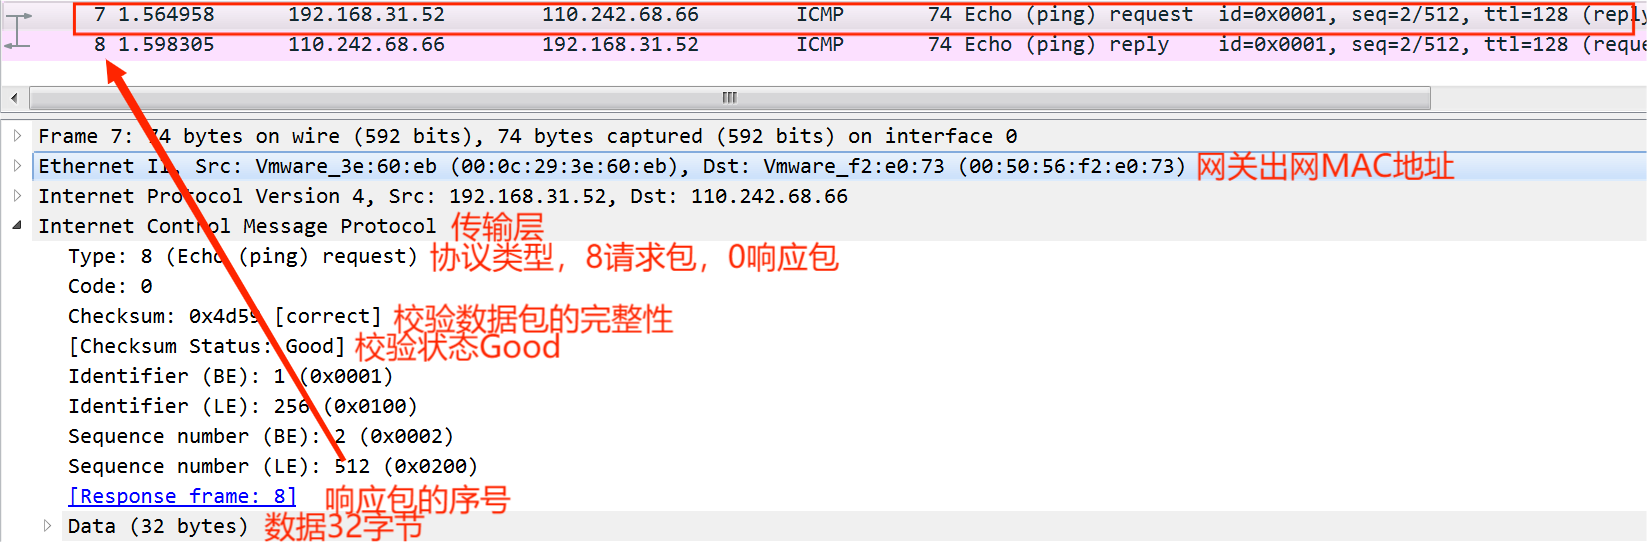 7 1.564958 192.168.31.52 110.242.68.66 ICMP 74 Echo (ping) request id=0x0001, seq=2/512, ttl=128 (reply
8 1.598305 110.242.68.66 192.168.31.52 ICMP 74 Echo (ping) reply id=0x0001, seq=2/512, ttl=128 (reque
Frame 7: 74 bytes on wire (592 bits), 74 bytes captured (592 bits) on interface 0
Ethernet II, Src: Vmware_3e:60:eb (00:0c:29:3e:60:eb), Dst: Vmware_f2:e0:73 (00:50:56:f2:e0:73) 网关出网MAC地址
Internet Protocol Version 4, Src: 192.168.31.52, Dst: 110.242.68.66
Internet Control Message Protocol 传输层
Type: 8 (Echo (ping) request) 协议类型，8请求包，0响应包
Code: 0
Checksum: 0x4d59 [correct] 校验数据包的完整性
[Checksum Status: Good] 校验状态Good
Identifier (BE): 1 (0x0001)
Identifier (LE): 256 (0x0100)
Sequence number (BE): 2 (0x0002)
Sequence number (LE): 512 (0x0200)
[Response frame: 8] 响应包的序号
Data (32 bytes) 数据32字节